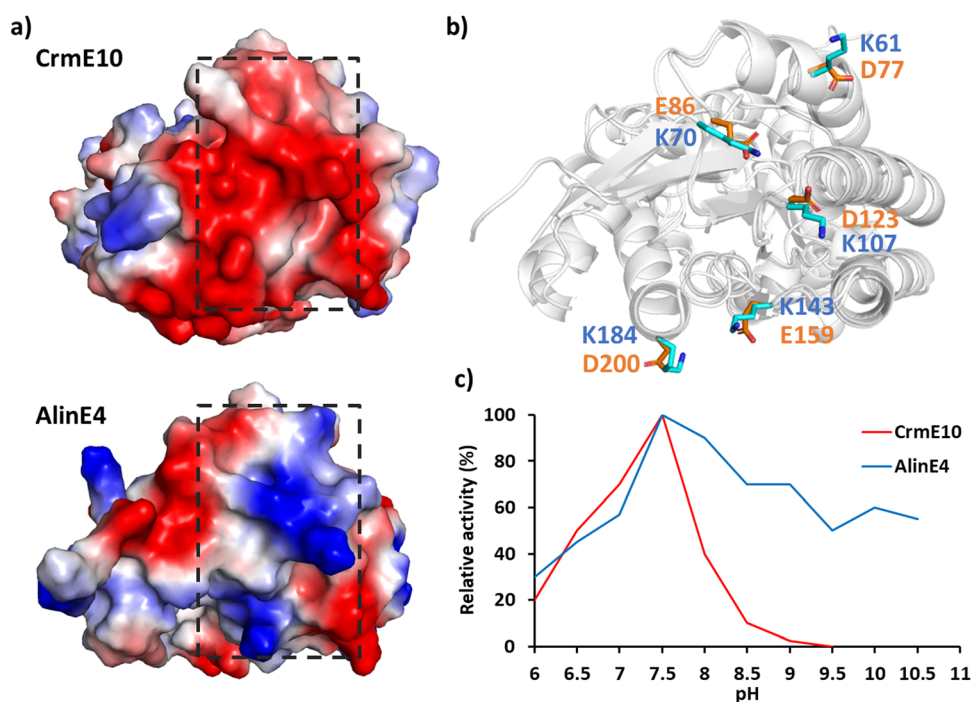 a)
CrmE10
AlinE4
b)
K61
D77
E86
K70
D123
K107
K143
E159
K184
D200
c)
Relative activity (%)
100
80
60
40
20
0
6 6.5 7 7.5 8 8.5 9 9.5 10 10.5 11
pH
CrmE10
AlinE4